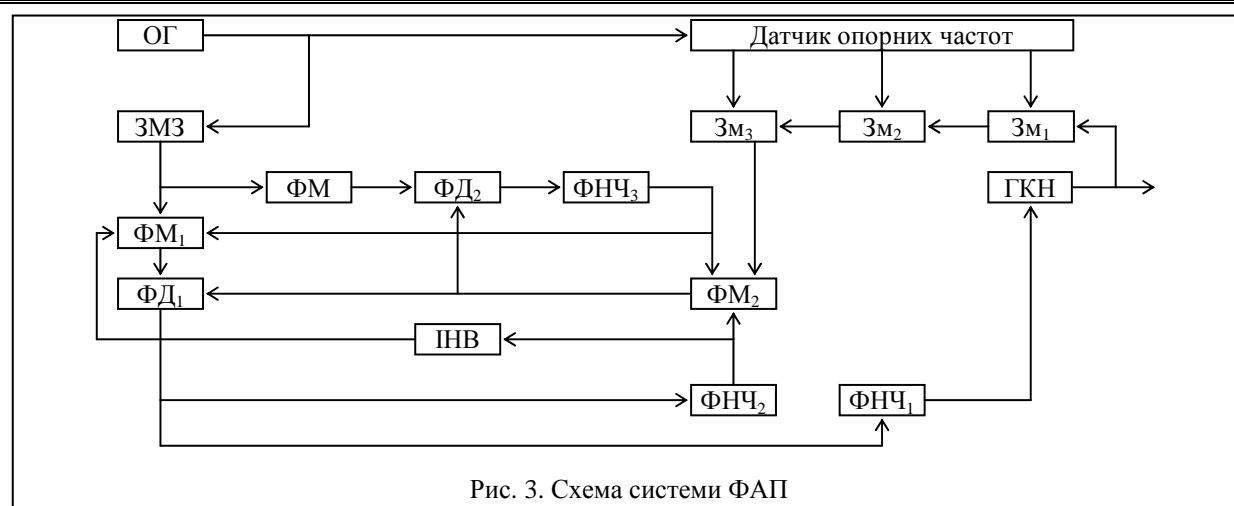 ОГ Датчик опорних частот
ЗМЗ Зм₃ Зм₂ Зм₁
ФМ ФД₂ ФНЧ₃ ГКН
ФМ₁
ФД₁ ФМ₂
ІНВ
ФНЧ₂ ФНЧ₁
Рис. 3. Схема системи ФАП